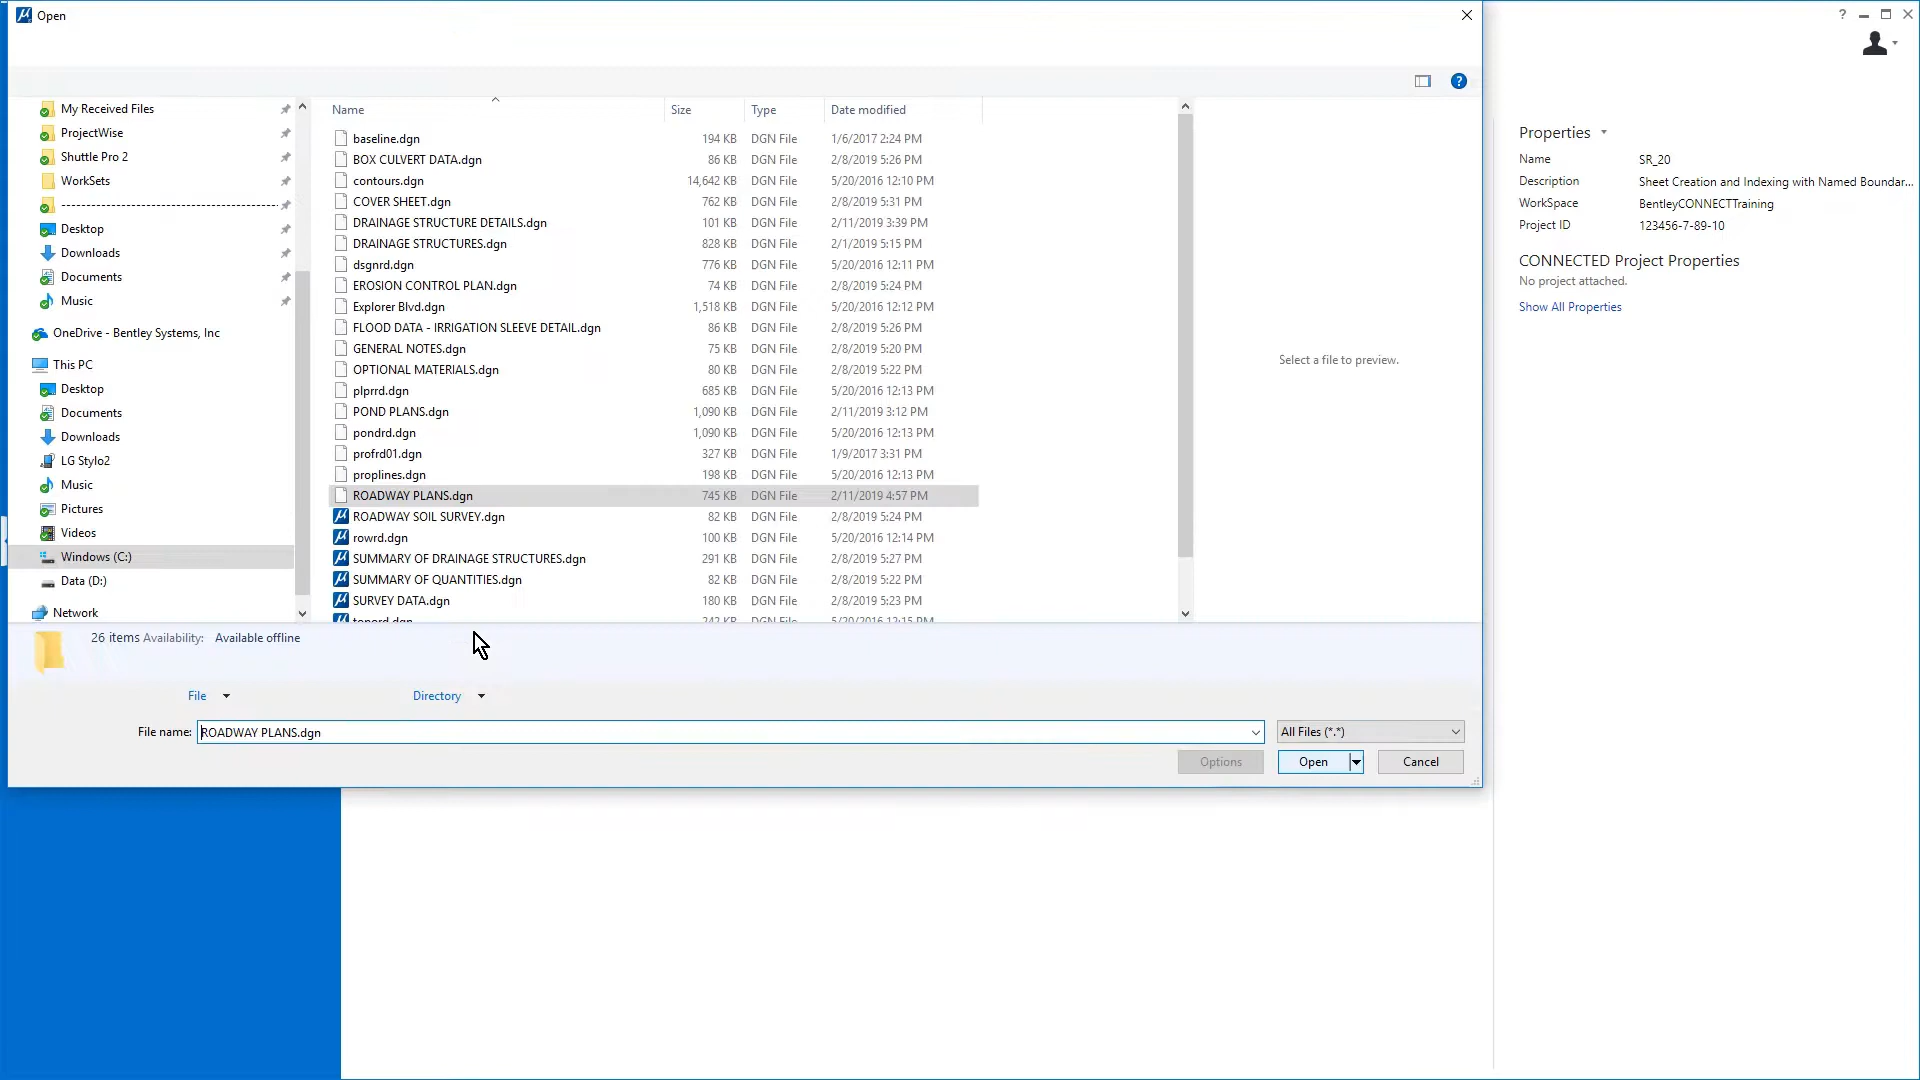 Open
?
My Received Files
ProjectWise
Shuttle Pro 2
WorkSets
Desktop
Downloads
Documents
Music
OneDrive - Bentley Systems, Inc
This PC
Desktop
Documents
Downloads
LG Stylo2
Music
Pictures
Videos
Windows (C:)
Data (D:)
Network
Name Size Type Date modified
baseline.dgn 194 KB DGN File 1/6/2017 2:24 PM
BOX CULVERT DATA.dgn 86 KB DGN File 2/8/2019 5:26 PM
contours.dgn 14,642 KB DGN File 5/20/2016 12:10 PM
COVER SHEET.dgn 762 KB DGN File 2/8/2019 5:31 PM
DRAINAGE STRUCTURE DETAILS.dgn 101 KB DGN File 2/11/2019 3:39 PM
DRAINAGE STRUCTURES.dgn 828 KB DGN File 2/1/2019 5:15 PM
dsgnrd.dgn 776 KB DGN File 5/20/2016 12:11 PM
EROSION CONTROL PLAN.dgn 74 KB DGN File 2/8/2019 5:24 PM
Explorer Blvd.dgn 1,518 KB DGN File 5/20/2016 12:12 PM
FLOOD DATA - IRRIGATION SLEEVE DETAIL.dgn 86 KB DGN File 2/8/2019 5:26 PM
GENERAL NOTES.dgn 75 KB DGN File 2/8/2019 5:20 PM
OPTIONAL MATERIALS.dgn 80 KB DGN File 2/8/2019 5:22 PM
plprrd.dgn 685 KB DGN File 5/20/2016 12:13 PM
POND PLANS.dgn 1,090 KB DGN File 2/11/2019 3:12 PM
pondrd.dgn 1,090 KB DGN File 5/20/2016 12:13 PM
profrd01.dgn 327 KB DGN File 1/9/2017 3:31 PM
proplines.dgn 198 KB DGN File 5/20/2016 12:13 PM
ROADWAY PLANS.dgn 745 KB DGN File 2/11/2019 4:57 PM
ROADWAY SOIL SURVEY.dgn 82 KB DGN File 2/8/2019 5:24 PM
rowrd.dgn 100 KB DGN File 5/20/2016 12:14 PM
SUMMARY OF DRAINAGE STRUCTURES.dgn 291 KB DGN File 2/8/2019 5:27 PM
SUMMARY OF QUANTITIES.dgn 82 KB DGN File 2/8/2019 5:22 PM
SURVEY DATA.dgn 180 KB DGN File 2/8/2019 5:23 PM
Select a file to preview.
26 items Availability: Available offline
File Directory
File name: ROADWAY PLANS.dgn All Files (*.*)
Options Open Cancel
?
Properties
Name SR_20
Description Sheet Creation and Indexing with Named Boundar...
WorkSpace BentleyCONNECTTraining
Project ID 123456-7-89-10
CONNECTED Project Properties
No project attached.
Show All Properties